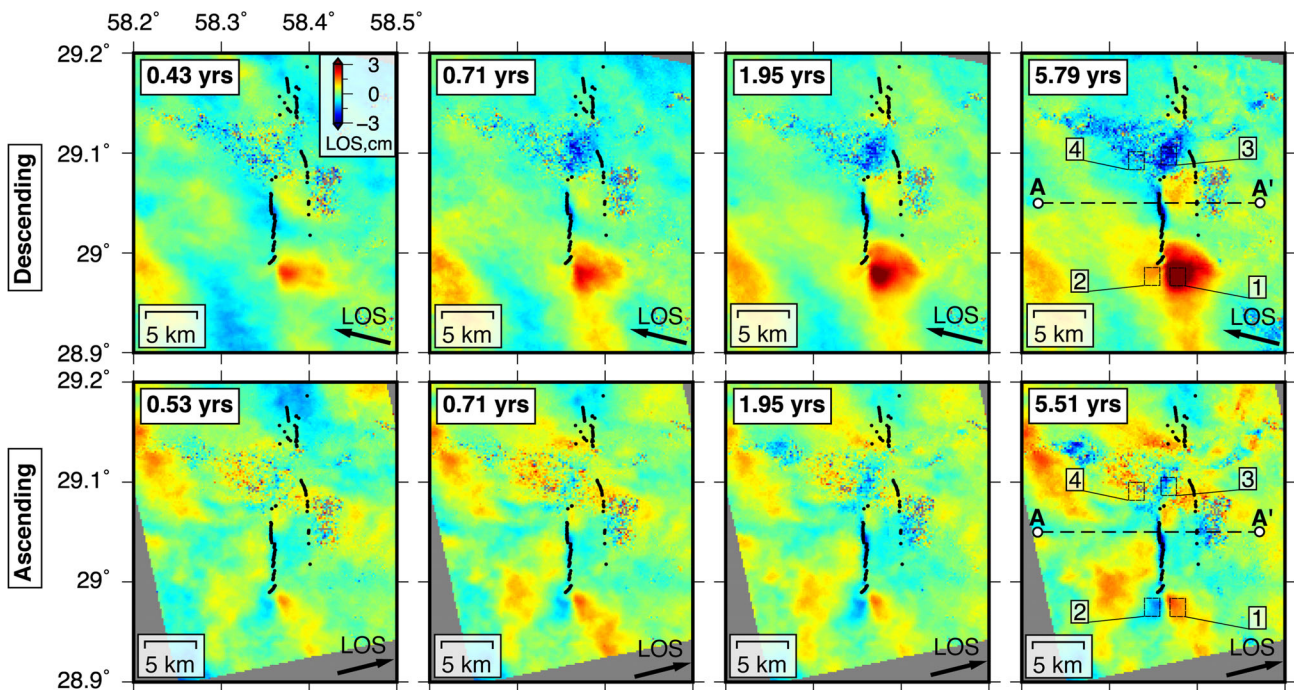 58.2˚ 58.3˚ 58.4˚ 58.5˚
29.2˚
29.1˚
29˚
28.9˚
Descending
0.43 yrs
3
0
−3
LOS,cm
5 km
LOS
0.71 yrs
5 km
LOS
1.95 yrs
5 km
LOS
5.79 yrs
4
3
A
A'
2
1
5 km
LOS
29.2˚
29.1˚
29˚
28.9˚
Ascending
0.53 yrs
5 km
LOS
0.71 yrs
5 km
LOS
1.95 yrs
5 km
LOS
5.51 yrs
4
3
A
A'
2
1
5 km
LOS